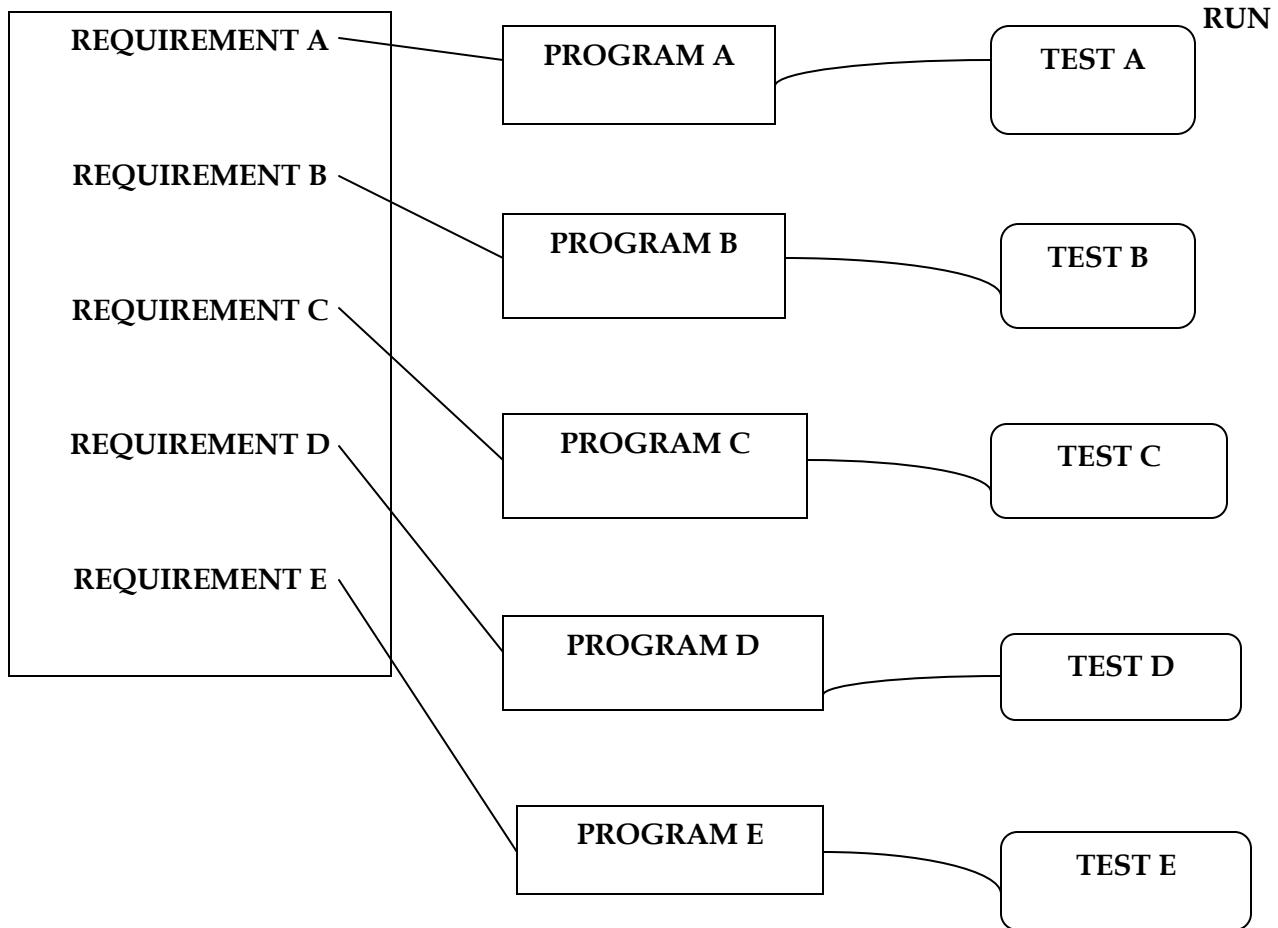 RUN
REQUIREMENT A
PROGRAM A
TEST A
REQUIREMENT B
PROGRAM B
TEST B
REQUIREMENT C
PROGRAM C
TEST C
REQUIREMENT D
PROGRAM D
TEST D
REQUIREMENT E
PROGRAM E
TEST E